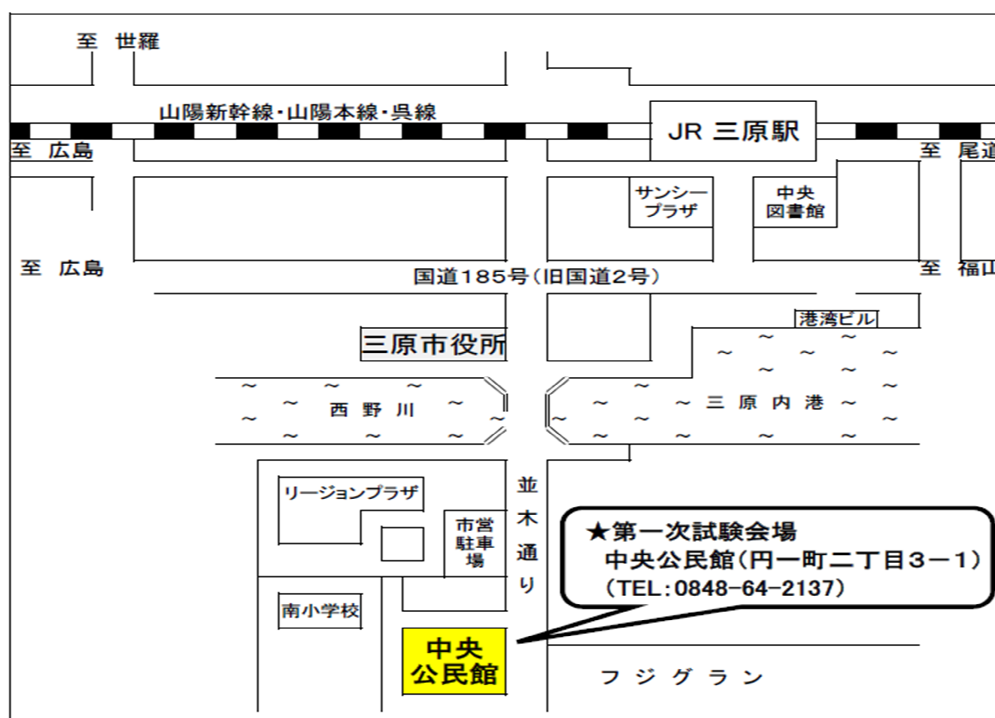 至 世羅
山陽新幹線・山陽本線・呉線
JR 三原駅
至 広島
至 尾道
サンシー
プラザ
中央
図書館
至 広島
国道185号(旧国道2号)
至 福山
港湾ビル
三原市役所
西野川
三原内港
リージョンプラザ
市営
駐車
場
並木通り
★第一次試験会場
中央公民館(円一町二丁目3-1)
(TEL:0848-64-2137)
南小学校
中央
公民館
フジグラン